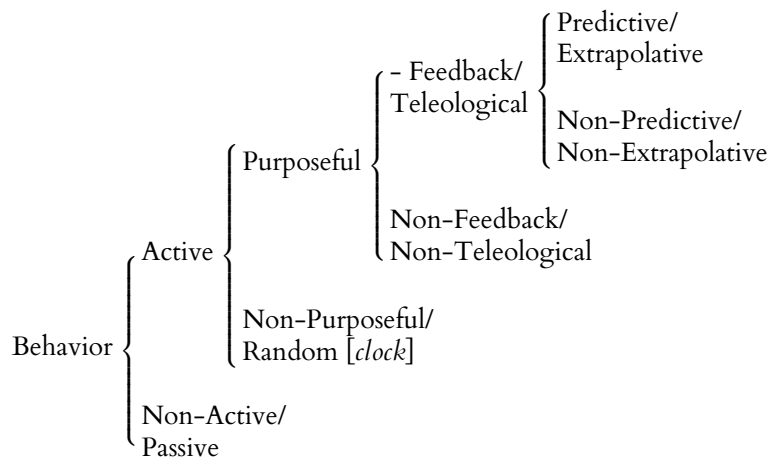 Predictive/
Extrapolative
- Feedback/
Teleological
Non-Predictive/
Non-Extrapolative
Purposeful
Non-Feedback/
Non-Teleological
Active
Non-Purposeful/
Random [clock]
Behavior
Non-Active/
Passive